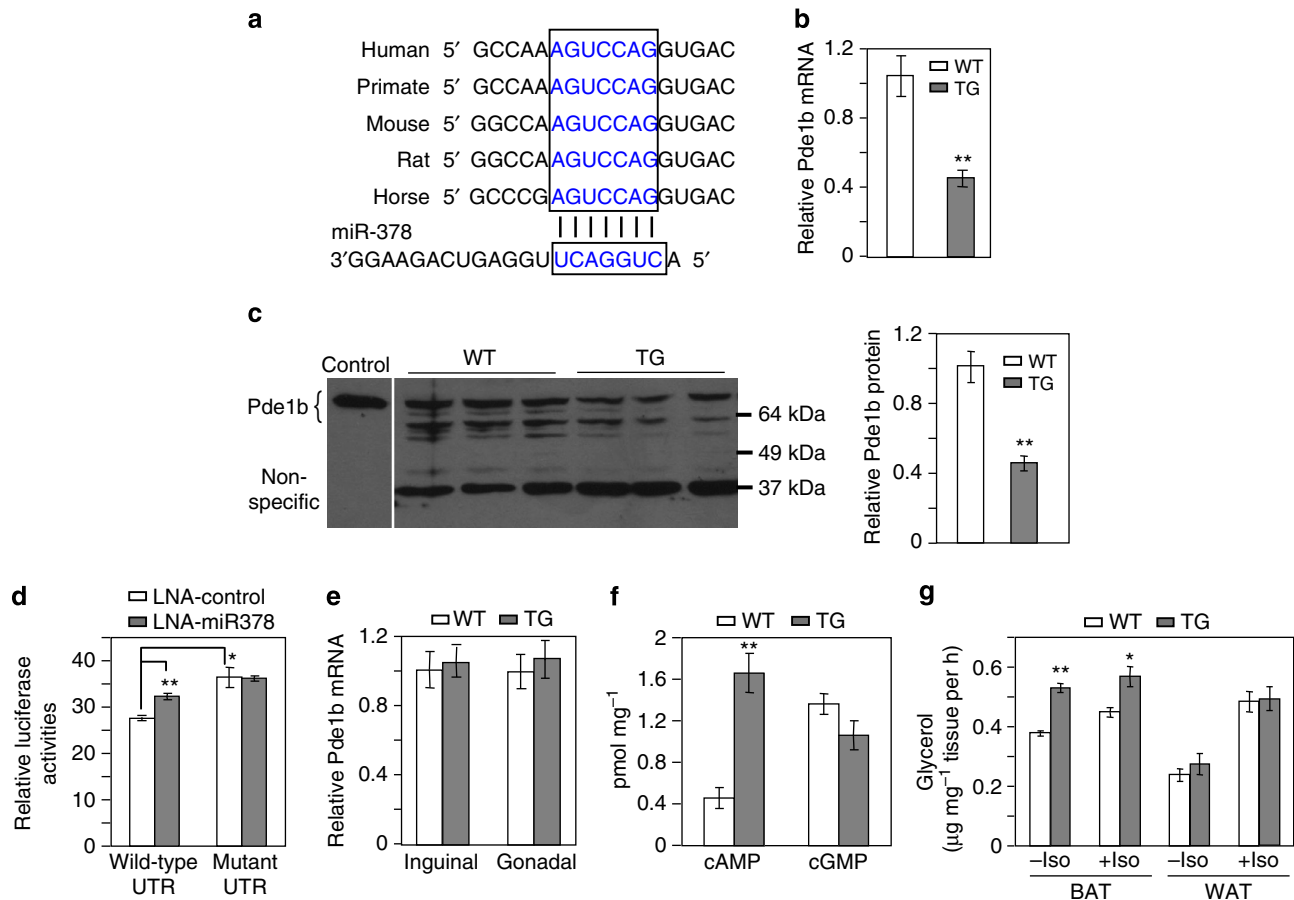 a
Human 5′ GCCAAAGUCCAGGUGAC
Primate 5′ GCCAAAGUCCAGGUGAC
Mouse 5′ GGCCAAGUCCAGGUGAC
Rat 5′ GGCCAAGUCCAGGUGAC
Horse 5′ GCCCGAGUCCAGGUGAC
miR-378
3′GGAAGACUGAGGUUCAGGUCA 5′
b
Relative Pde1b mRNA
1.2
0.8
0.4
0
WT
TG
**
c
Control
WT
TG
Pde1b
64 kDa
49 kDa
Non-
specific
37 kDa
Relative Pde1b protein
1.2
0.8
0.4
0
WT
TG
**
d
LNA-control
LNA-miR378
Relative luciferase
activities
40
30
20
10
0
**
*
Wild-type
UTR
Mutant
UTR
e
WT
TG
Relative Pde1b mRNA
1.2
0.8
0.4
0
Inguinal
Gonadal
f
WT
TG
pmol mg⁻¹
2
1.6
1.2
0.8
0.4
0
**
cAMP
cGMP
g
WT
TG
Glycerol
(μg mg⁻¹ tissue per h)
0.6
0.4
0.2
0
**
*
–Iso +Iso –Iso +Iso
BAT WAT